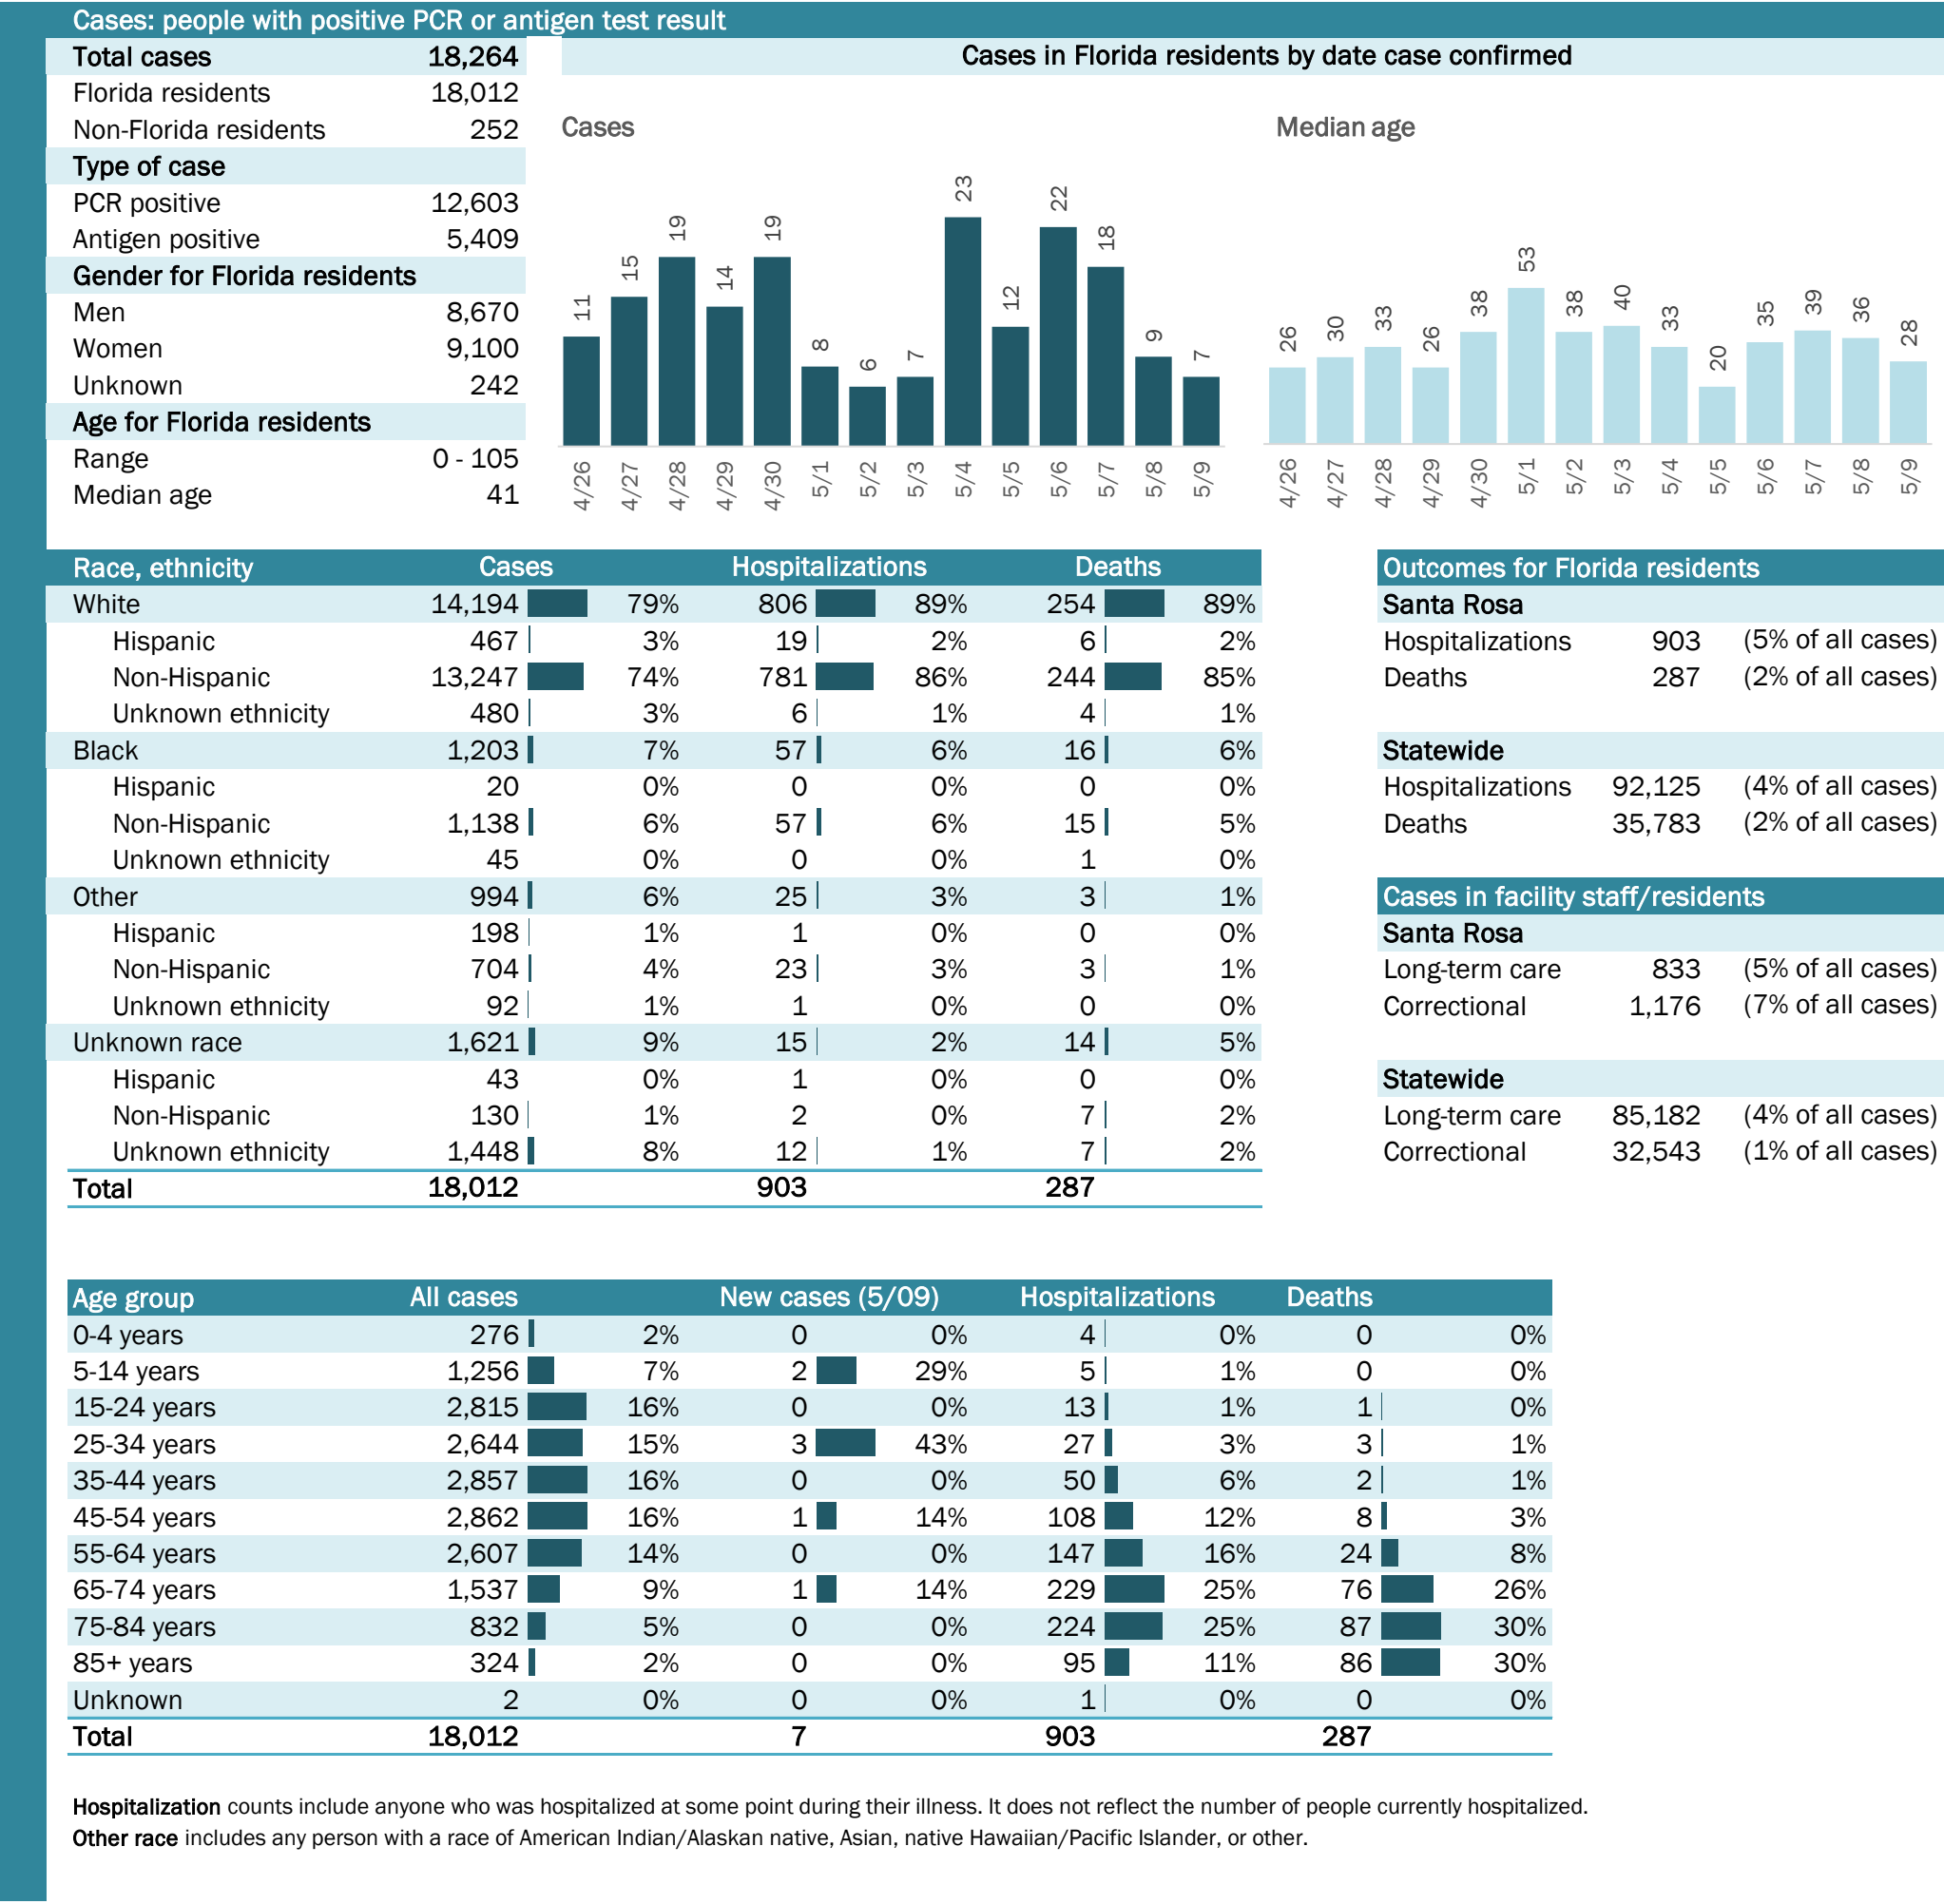 Cases: people with positive PCR or antigen test result
Total cases 18,264
Florida residents 18,012
Non-Florida residents 252
Type of case
PCR positive 12,603
Antigen positive 5,409
Gender for Florida residents
Men 8,670
Women 9,100
Unknown 242
Age for Florida residents
Range 0 - 105
Median age 41
Cases in Florida residents by date case confirmed
Cases
11 15 19 14 19 8 6 7 23 12 22 18 9 7
4/26 4/27 4/28 4/29 4/30 5/1 5/2 5/3 5/4 5/5 5/6 5/7 5/8 5/9
Median age
26 30 33 26 38 53 38 40 33 20 35 39 36 28
4/26 4/27 4/28 4/29 4/30 5/1 5/2 5/3 5/4 5/5 5/6 5/7 5/8 5/9
Race, ethnicity Cases Hospitalizations Deaths
White 14,194 79% 806 89% 254 89%
Hispanic 467 3% 19 2% 6 2%
Non-Hispanic 13,247 74% 781 86% 244 85%
Unknown ethnicity 480 3% 6 1% 4 1%
Black 1,203 7% 57 6% 16 6%
Hispanic 20 0% 0 0% 0 0%
Non-Hispanic 1,138 6% 57 6% 15 5%
Unknown ethnicity 45 0% 0 0% 1 0%
Other 994 6% 25 3% 3 1%
Hispanic 198 1% 1 0% 0 0%
Non-Hispanic 704 4% 23 3% 3 1%
Unknown ethnicity 92 1% 1 0% 0 0%
Unknown race 1,621 9% 15 2% 14 5%
Hispanic 43 0% 1 0% 0 0%
Non-Hispanic 130 1% 2 0% 7 2%
Unknown ethnicity 1,448 8% 12 1% 7 2%
Total 18,012 903 287
Outcomes for Florida residents
Santa Rosa
Hospitalizations 903 (5% of all cases)
Deaths 287 (2% of all cases)
Statewide
Hospitalizations 92,125 (4% of all cases)
Deaths 35,783 (2% of all cases)
Cases in facility staff/residents
Santa Rosa
Long-term care 833 (5% of all cases)
Correctional 1,176 (7% of all cases)
Statewide
Long-term care 85,182 (4% of all cases)
Correctional 32,543 (1% of all cases)
Age group All cases New cases (5/09) Hospitalizations Deaths
0-4 years 276 2% 0 0% 4 0% 0 0%
5-14 years 1,256 7% 2 29% 5 1% 0 0%
15-24 years 2,815 16% 0 0% 13 1% 1 0%
25-34 years 2,644 15% 3 43% 27 3% 3 1%
35-44 years 2,857 16% 0 0% 50 6% 2 1%
45-54 years 2,862 16% 1 14% 108 12% 8 3%
55-64 years 2,607 14% 0 0% 147 16% 24 8%
65-74 years 1,537 9% 1 14% 229 25% 76 26%
75-84 years 832 5% 0 0% 224 25% 87 30%
85+ years 324 2% 0 0% 95 11% 86 30%
Unknown 2 0% 0 0% 1 0% 0 0%
Total 18,012 7 903 287
Hospitalization counts include anyone who was hospitalized at some point during their illness. It does not reflect the number of people currently hospitalized.
Other race includes any person with a race of American Indian/Alaskan native, Asian, native Hawaiian/Pacific Islander, or other.